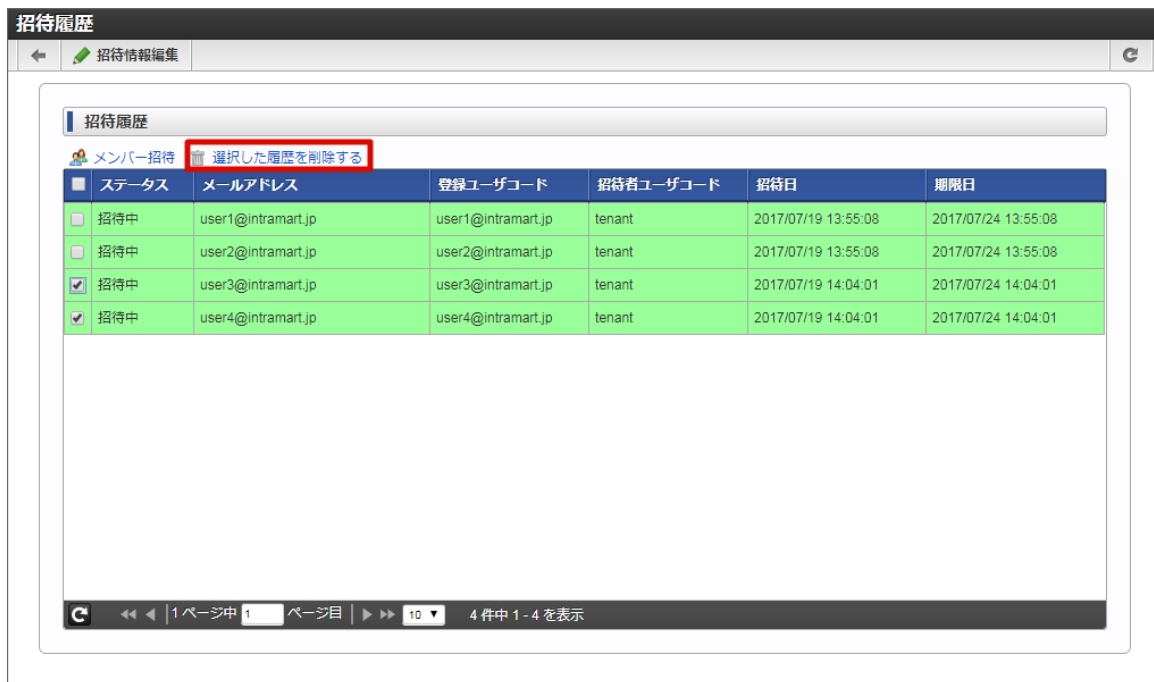 招待履歴
招待情報編集
招待履歴
メンバー招待 選択した履歴を削除する
ステータス メールアドレス 登録ユーザコード 招待者ユーザコード 招待日 期限日
招待中 user1@intramart.jp user1@intramart.jp tenant 2017/07/19 13:55:08 2017/07/24 13:55:08
招待中 user2@intramart.jp user2@intramart.jp tenant 2017/07/19 13:55:08 2017/07/24 13:55:08
招待中 user3@intramart.jp user3@intramart.jp tenant 2017/07/19 14:04:01 2017/07/24 14:04:01
招待中 user4@intramart.jp user4@intramart.jp tenant 2017/07/19 14:04:01 2017/07/24 14:04:01
1 ページ中 1 ページ目 10 4 件中 1 - 4 を表示